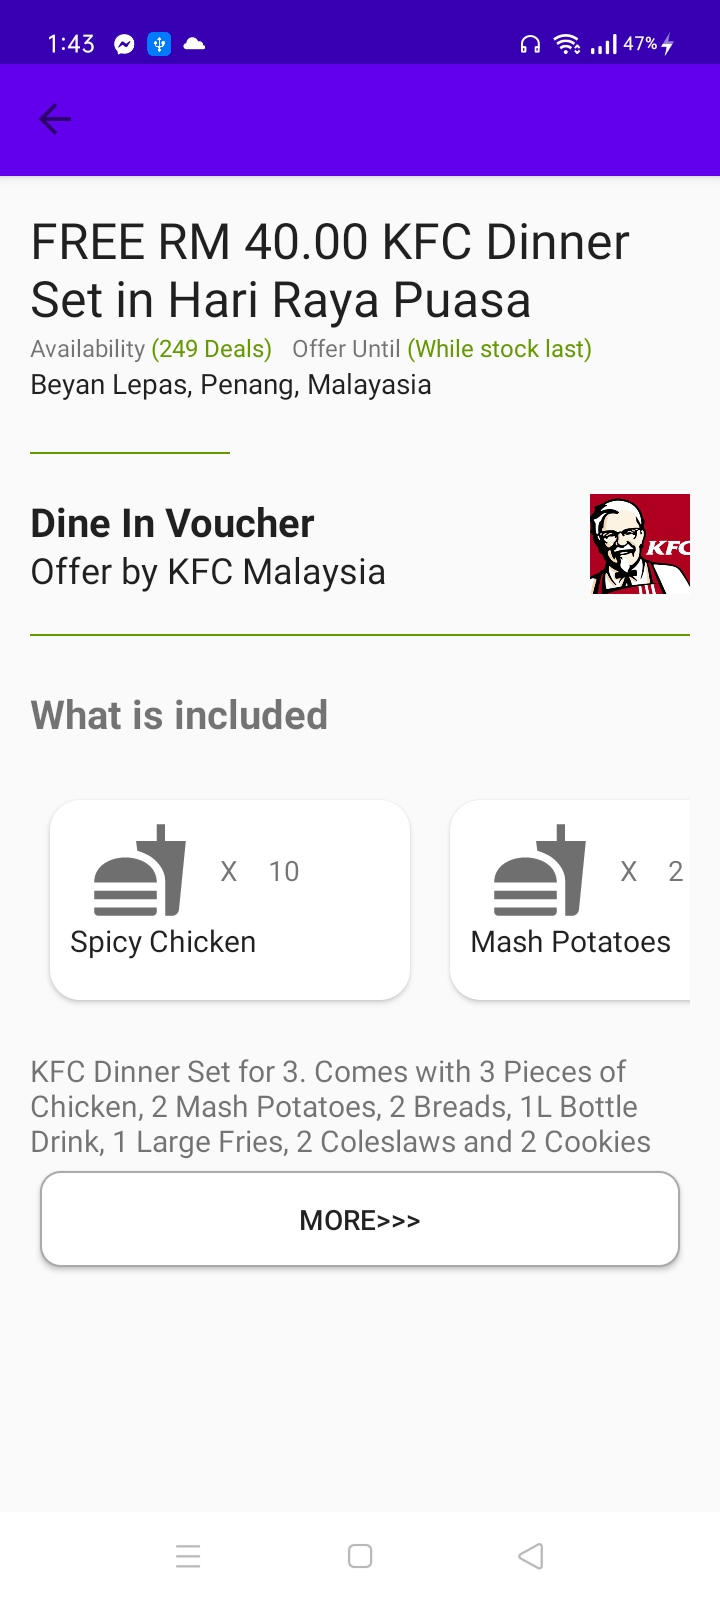 1:43
47%
FREE RM 40.00 KFC Dinner
Set in Hari Raya Puasa
Availability (249 Deals) Offer Until (While stock last)
Beyan Lepas, Penang, Malayasia
Dine In Voucher
Offer by KFC Malaysia
KFC
What is included
X 10
Spicy Chicken
X 2
Mash Potatoes
KFC Dinner Set for 3. Comes with 3 Pieces of
Chicken, 2 Mash Potatoes, 2 Breads, 1L Bottle
Drink, 1 Large Fries, 2 Coleslaws and 2 Cookies
MORE>>>